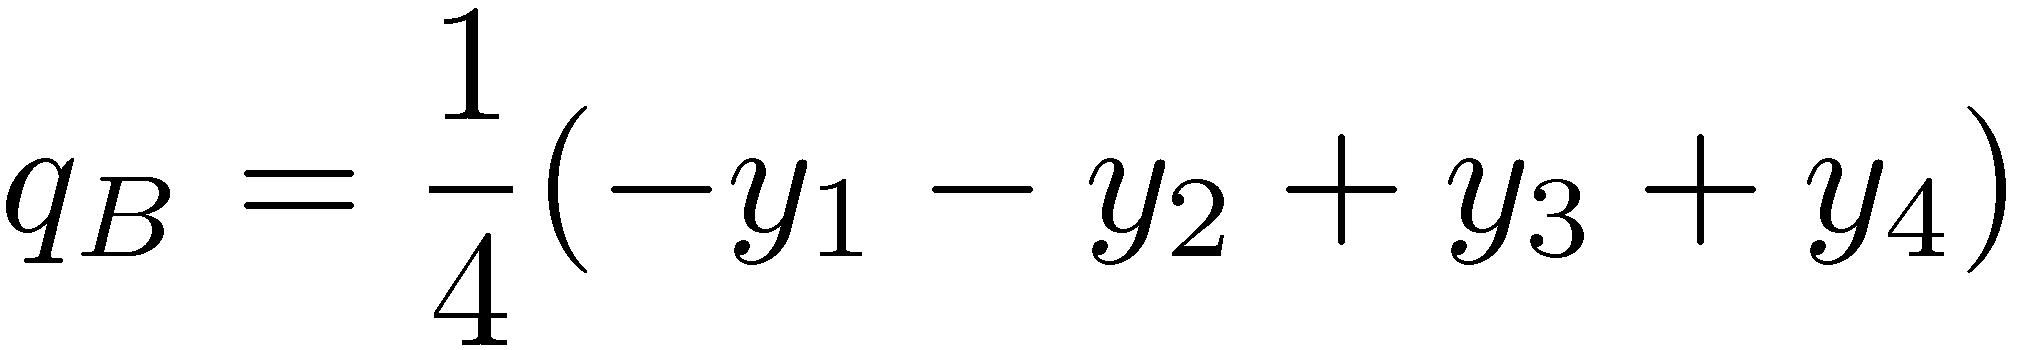 q_B = \frac{1}{4}(-y_1 - y_2 + y_3 + y_4)